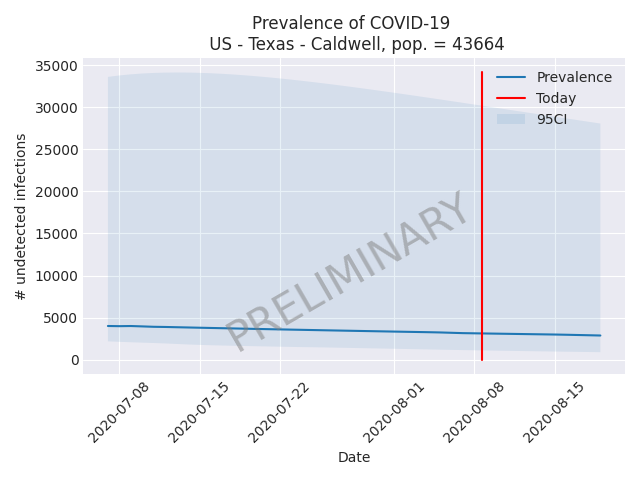 Prevalence of COVID-19
US - Texas - Caldwell, pop. = 43664
35000
30000
25000
20000
15000
10000
5000
0
# undetected infections
Prevalence
Today
95CI
PRELIMINARY
2020-07-08
2020-07-15
2020-07-22
2020-08-01
2020-08-08
2020-08-15
Date